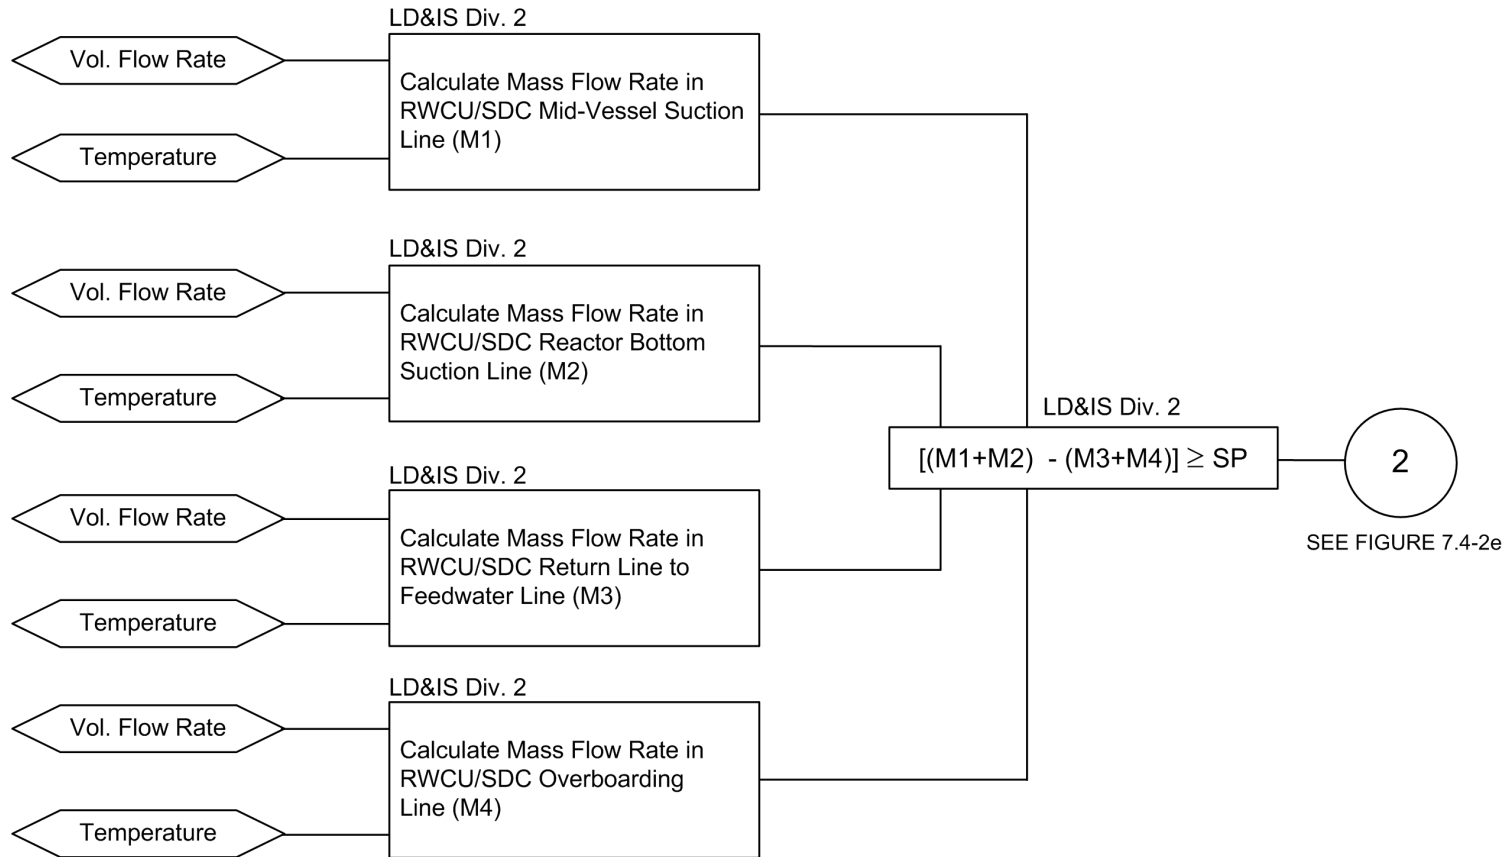 LD&IS Div. 2
Vol. Flow Rate
Temperature
Calculate Mass Flow Rate in
RWCU/SDC Mid-Vessel Suction
Line (M1)
LD&IS Div. 2
Vol. Flow Rate
Temperature
Calculate Mass Flow Rate in
RWCU/SDC Reactor Bottom
Suction Line (M2)
LD&IS Div. 2
Vol. Flow Rate
Temperature
Calculate Mass Flow Rate in
RWCU/SDC Return Line to
Feedwater Line (M3)
LD&IS Div. 2
Vol. Flow Rate
Temperature
Calculate Mass Flow Rate in
RWCU/SDC Overboarding
Line (M4)
LD&IS Div. 2
[(M1+M2) - (M3+M4)] ≥ SP
2
SEE FIGURE 7.4-2e